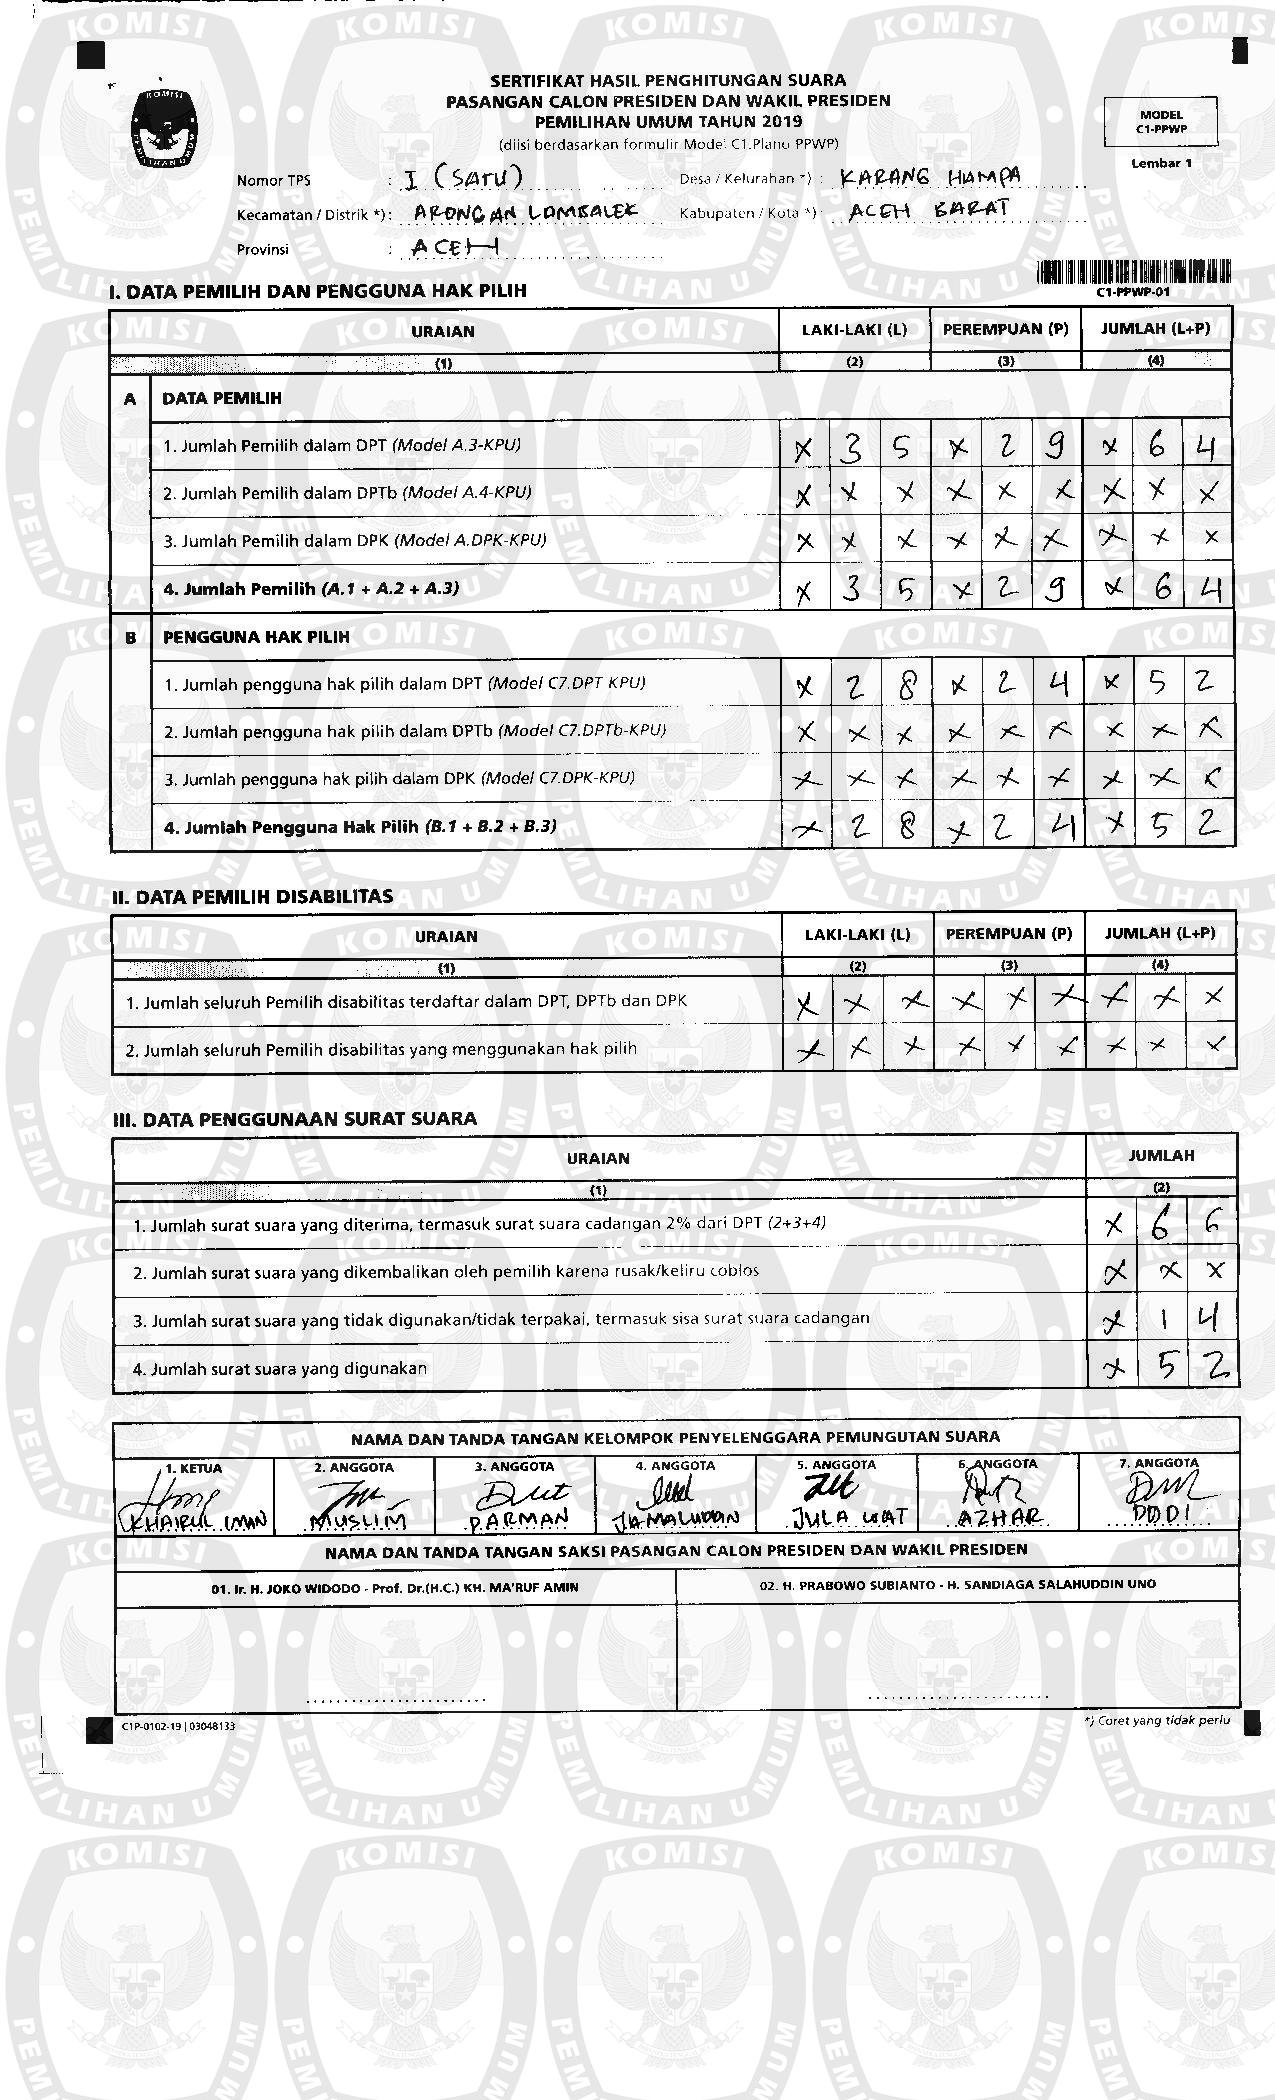 SERTIFIKAT HASIL PENGHITUNGAN SUARA
PASANGAN CALON PRESIDEN DAN WAKIL PRESIDEN
PEMILIHAN UMUM TAHUN 2019
(diisi berdasarkan formulir Model C1.Plano PPWP)
MODEL
C1-PPWP
Lembar 1
KOMISI
PEMILIHAN UMUM
Nomor TPS : I (SATU) Desa / Kelurahan *) : KARANG HAMPA
Kecamatan / Distrik *) : ARONGAN LOMBALEK Kabupaten / Kota *) : ACEH BARAT
Provinsi : ACEH
C1-PPWP-01
I. DATA PEMILIH DAN PENGGUNA HAK PILIH
URAIAN LAKI-LAKI (L) PEREMPUAN (P) JUMLAH (L+P)
(1) (2) (3) (4)
A DATA PEMILIH
1. Jumlah Pemilih dalam DPT (Model A.3-KPU) X 3 5 X 2 9 X 6 4
2. Jumlah Pemilih dalam DPTb (Model A.4-KPU) X X X X X X X X X
3. Jumlah Pemilih dalam DPK (Model A.DPK-KPU) X X X X X X X X X
4. Jumlah Pemilih (A.1 + A.2 + A.3) X 3 5 X 2 9 X 6 4
B PENGGUNA HAK PILIH
1. Jumlah pengguna hak pilih dalam DPT (Model C7.DPT KPU) X 2 8 X 2 4 X 5 2
2. Jumlah pengguna hak pilih dalam DPTb (Model C7.DPTb-KPU) X X X X X X X X X
3. Jumlah pengguna hak pilih dalam DPK (Model C7.DPK-KPU) X X X X X X X X X
4. Jumlah Pengguna Hak Pilih (B.1 + B.2 + B.3) X 2 8 X 2 4 X 5 2
II. DATA PEMILIH DISABILITAS
URAIAN LAKI-LAKI (L) PEREMPUAN (P) JUMLAH (L+P)
(1) (2) (3) (4)
1. Jumlah seluruh Pemilih disabilitas terdaftar dalam DPT, DPTb dan DPK X X X X X X X X X
2. Jumlah seluruh Pemilih disabilitas yang menggunakan hak pilih X X X X X X X X X
III. DATA PENGGUNAAN SURAT SUARA
URAIAN JUMLAH
(1) (2)
1. Jumlah surat suara yang diterima, termasuk surat suara cadangan 2% dari DPT (2+3+4) X 6 6
2. Jumlah surat suara yang dikembalikan oleh pemilih karena rusak/keliru coblos X X X
3. Jumlah surat suara yang tidak digunakan/tidak terpakai, termasuk sisa surat suara cadangan X 1 4
4. Jumlah surat suara yang digunakan X 5 2
NAMA DAN TANDA TANGAN KELOMPOK PENYELENGGARA PEMUNGUTAN SUARA
1. KETUA 2. ANGGOTA 3. ANGGOTA 4. ANGGOTA 5. ANGGOTA 6. ANGGOTA 7. ANGGOTA
KHAIRUL IMAN MUSLIM DARMAN JAMALUDDIN JULA WAT AZHAR DODI
NAMA DAN TANDA TANGAN SAKSI PASANGAN CALON PRESIDEN DAN WAKIL PRESIDEN
01. Ir. H. JOKO WIDODO - Prof. Dr.(H.C.) KH. MA'RUF AMIN 02. H. PRABOWO SUBIANTO - H. SANDIAGA SALAHUDDIN UNO
C1P-0102-19 | 03048133 *) Coret yang tidak perlu